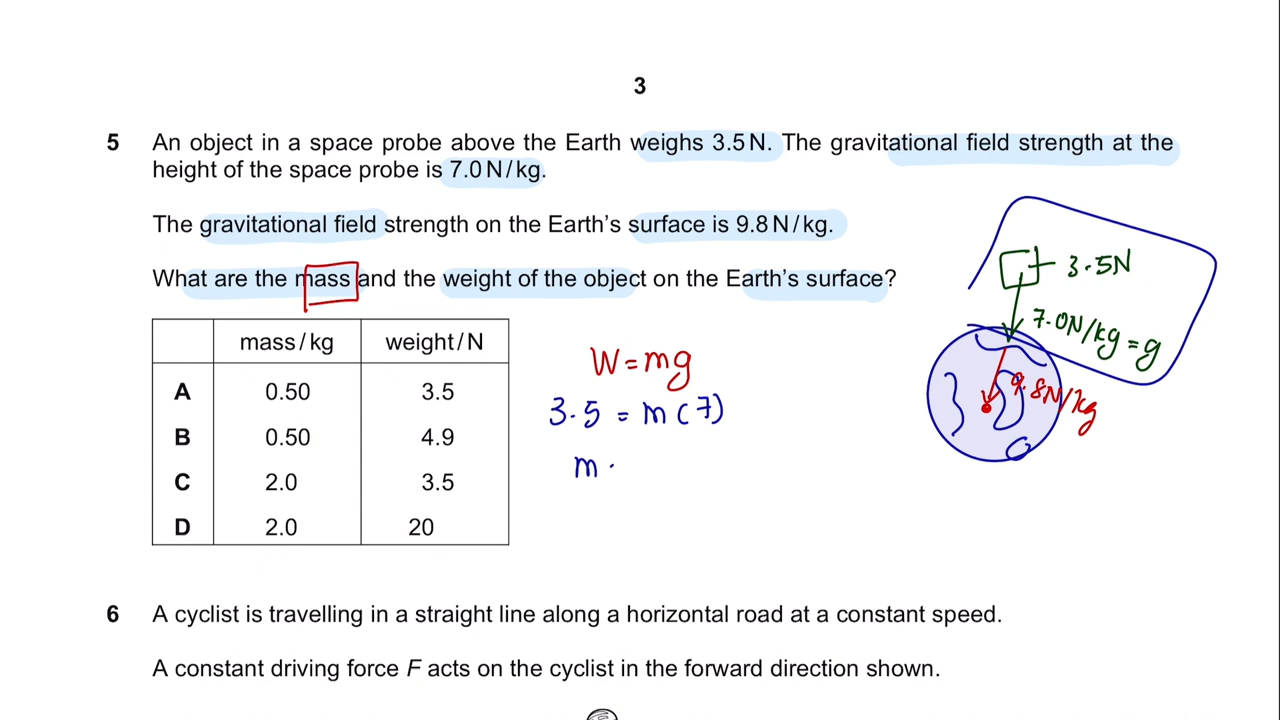 3
5 An object in a space probe above the Earth weighs 3.5 N. The gravitational field strength at the
height of the space probe is 7.0 N/kg.
The gravitational field strength on the Earth's surface is 9.8 N/kg.
What are the mass and the weight of the object on the Earth's surface?
mass/kg weight/N
A 0.50 3.5
B 0.50 4.9
C 2.0 3.5
D 2.0 20
W=mg
3.5 = m(7)
m
3.5N
7.0N/kg = g
9.8N/kg
6 A cyclist is travelling in a straight line along a horizontal road at a constant speed.
A constant driving force F acts on the cyclist in the forward direction shown.